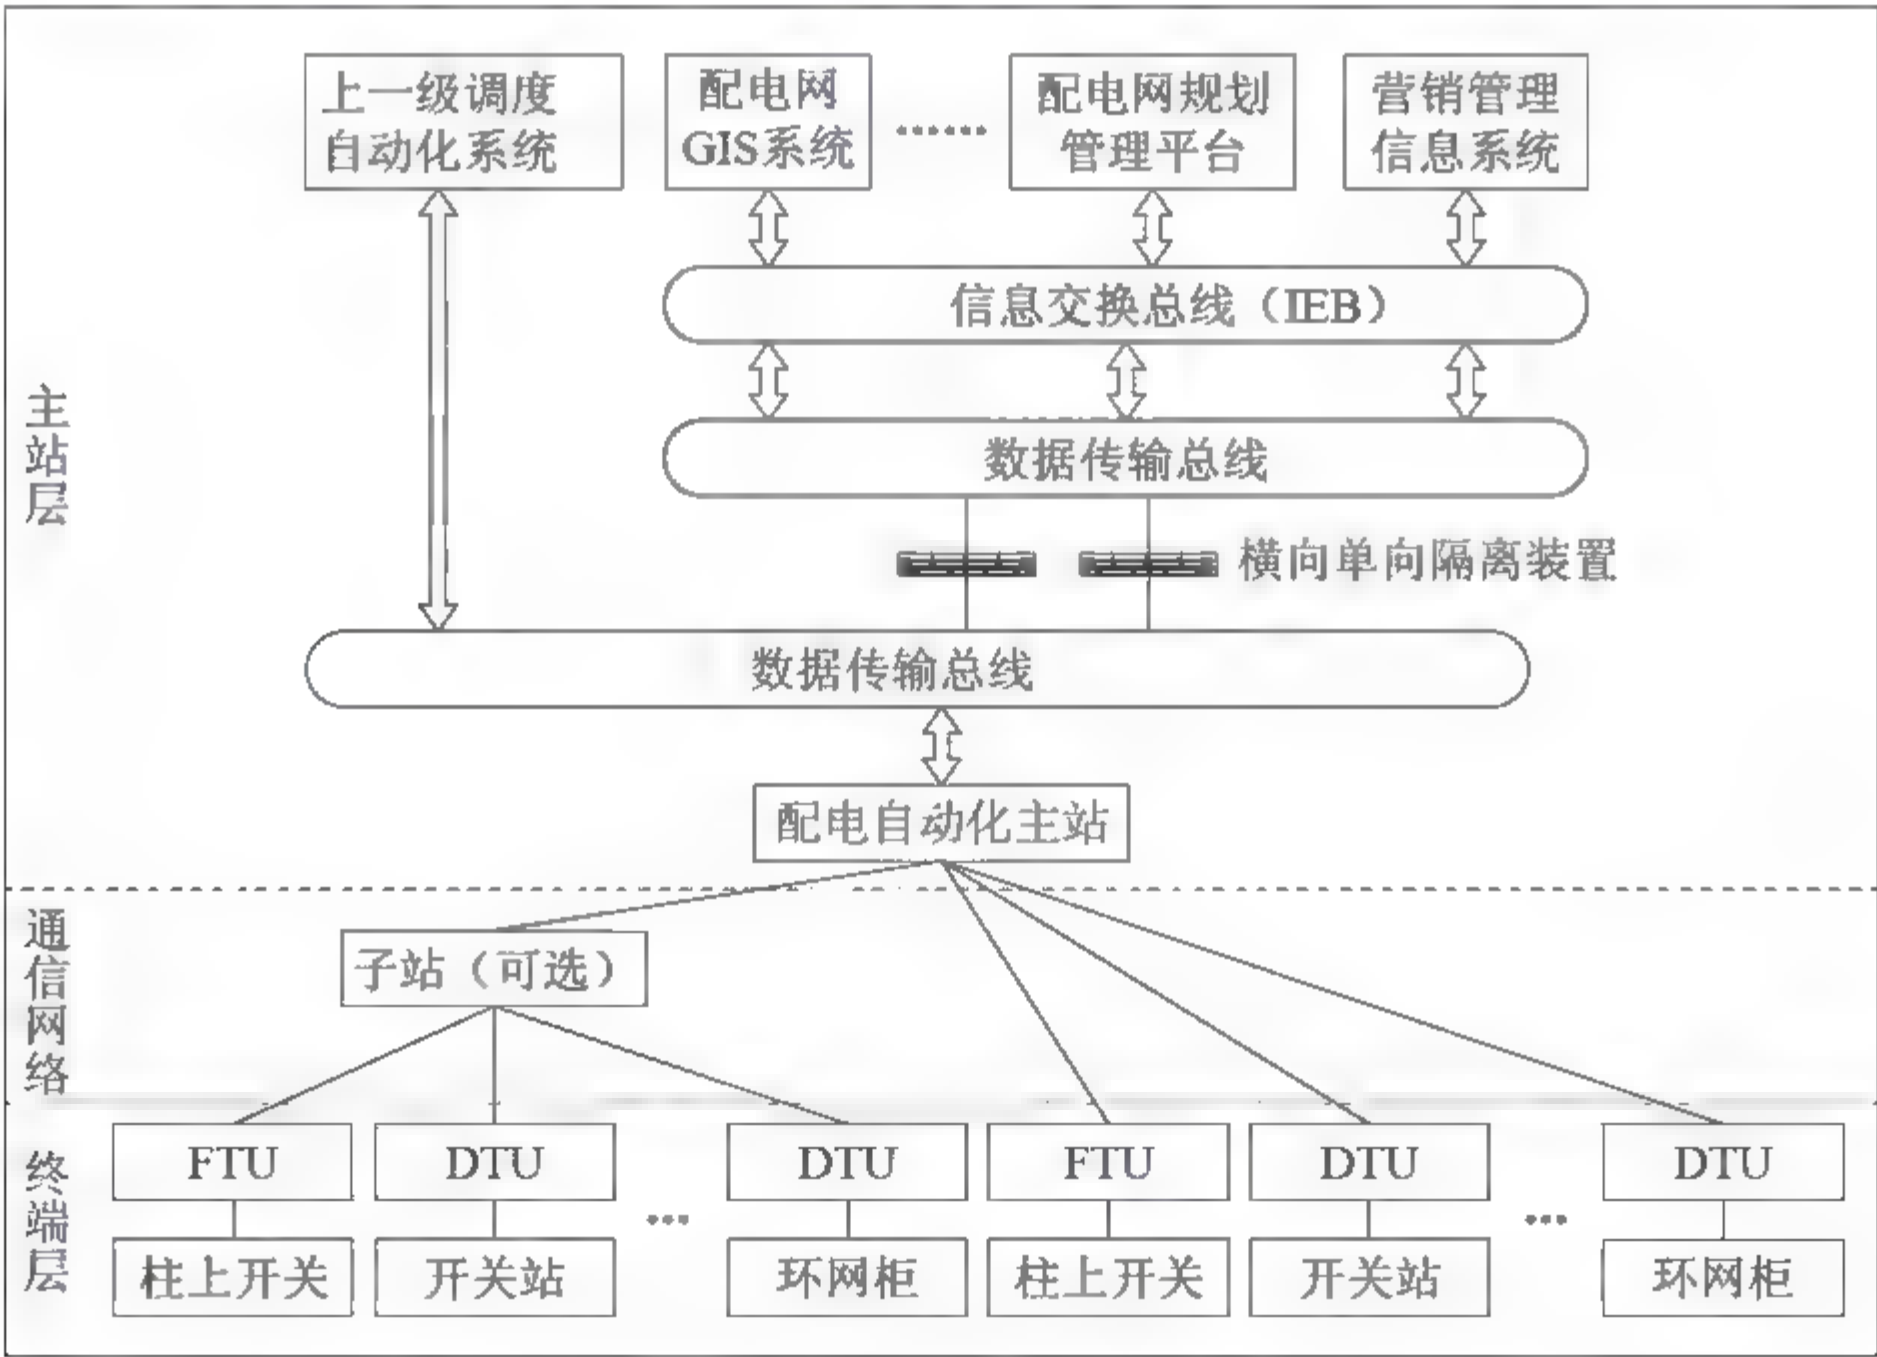 上一级调度
自动化系统
配电网
GIS系统
……
配电网规划
管理平台
营销管理
信息系统
信息交换总线（IEB）
数据传输总线
横向单向隔离装置
数据传输总线
配电自动化主站
主站层
通信网络
子站（可选）
终端层
FTU
DTU
DTU
FTU
DTU
DTU
…
…
柱上开关
开关站
环网柜
柱上开关
开关站
环网柜